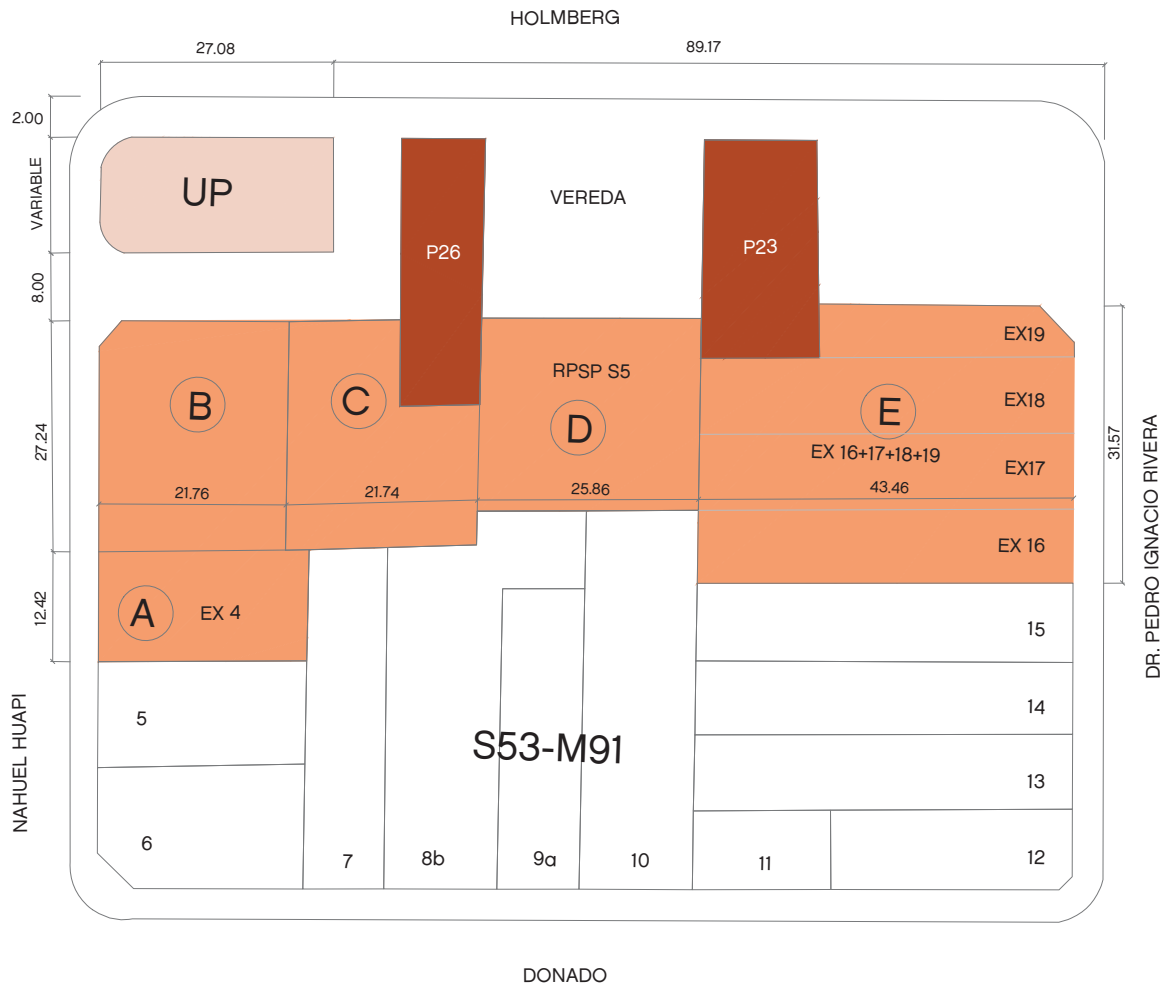 HOLMBERG
27.08
89.17
2.00
VARIABLE
8.00
27.24
12.42
UP
VEREDA
P26
P23
EX19
RPSP S5
B
C
D
E
EX18
EX 16+17+18+19
EX17
21.76
21.74
25.86
43.46
31.57
EX 16
A
EX 4
15
5
14
S53-M91
13
6
7
8b
9a
10
11
12
NAHUEL HUAPI
DR. PEDRO IGNACIO RIVERA
DONADO